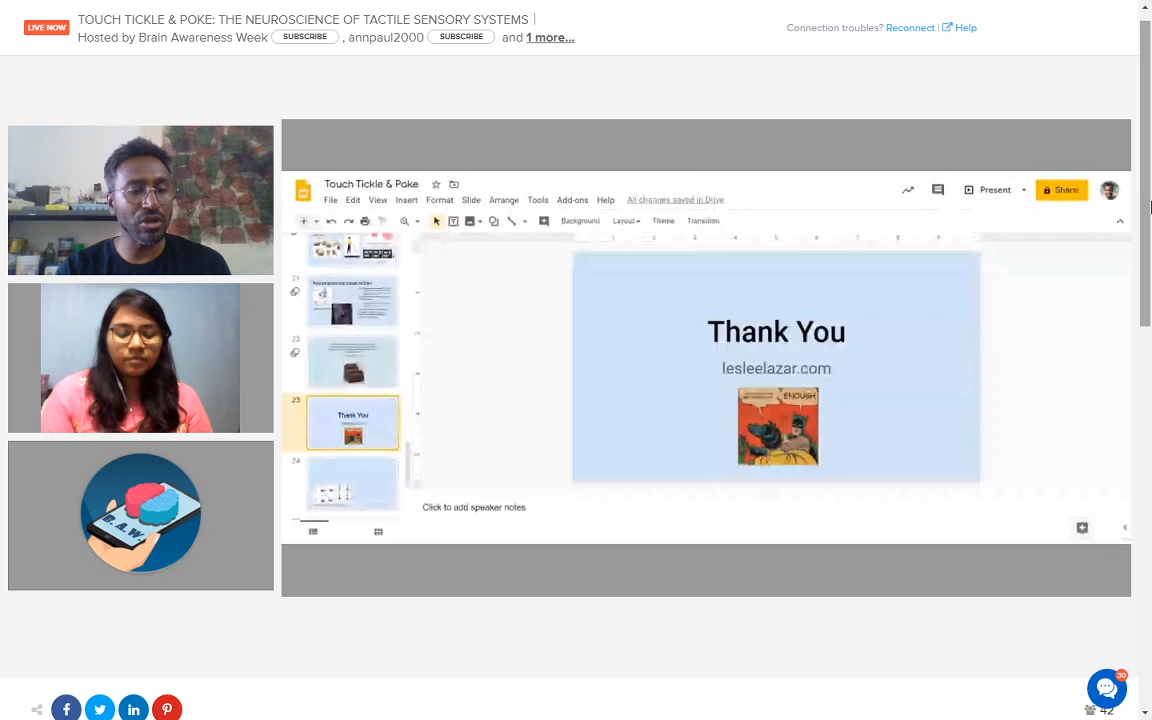 LIVE NOW
TOUCH TICKLE & POKE: THE NEUROSCIENCE OF TACTILE SENSORY SYSTEMS
Hosted by Brain Awareness Week SUBSCRIBE , annpaul2000 SUBSCRIBE and 1 more...
Connection troubles? Reconnect | Help
Touch Tickle & Poke
File Edit View Insert Format Slide Arrange Tools Add-ons Help All changes saved in Drive
Present Share
Background Layout Theme Transition
21
22
23
Thank You
24
Thank You
lesleelazar.com
ENOUGH
Click to add speaker notes
B.A.W.
30
42